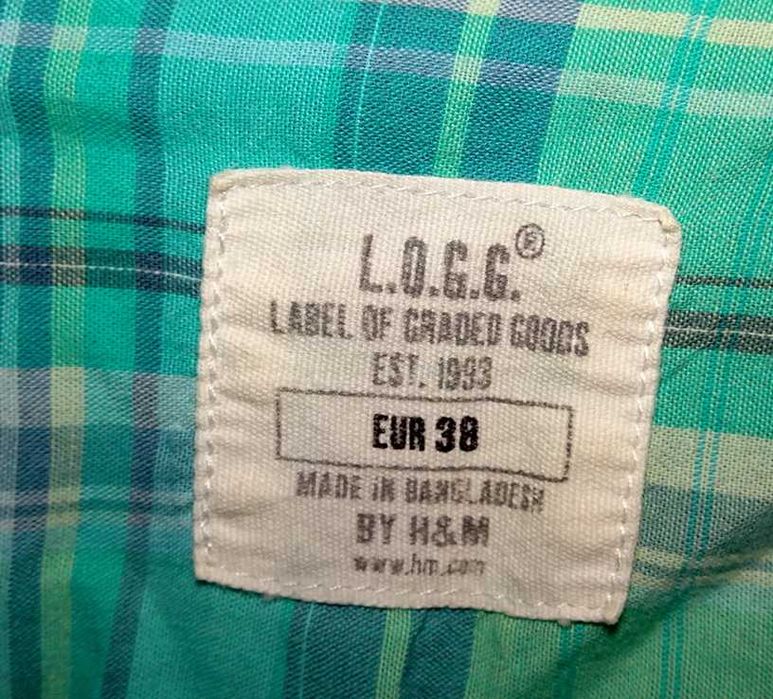 L.O.G.G.®
LABEL OF GRADED GOODS
EST. 1993
EUR 38
MADE IN BANGLADESH
BY H&M
www.hm.com